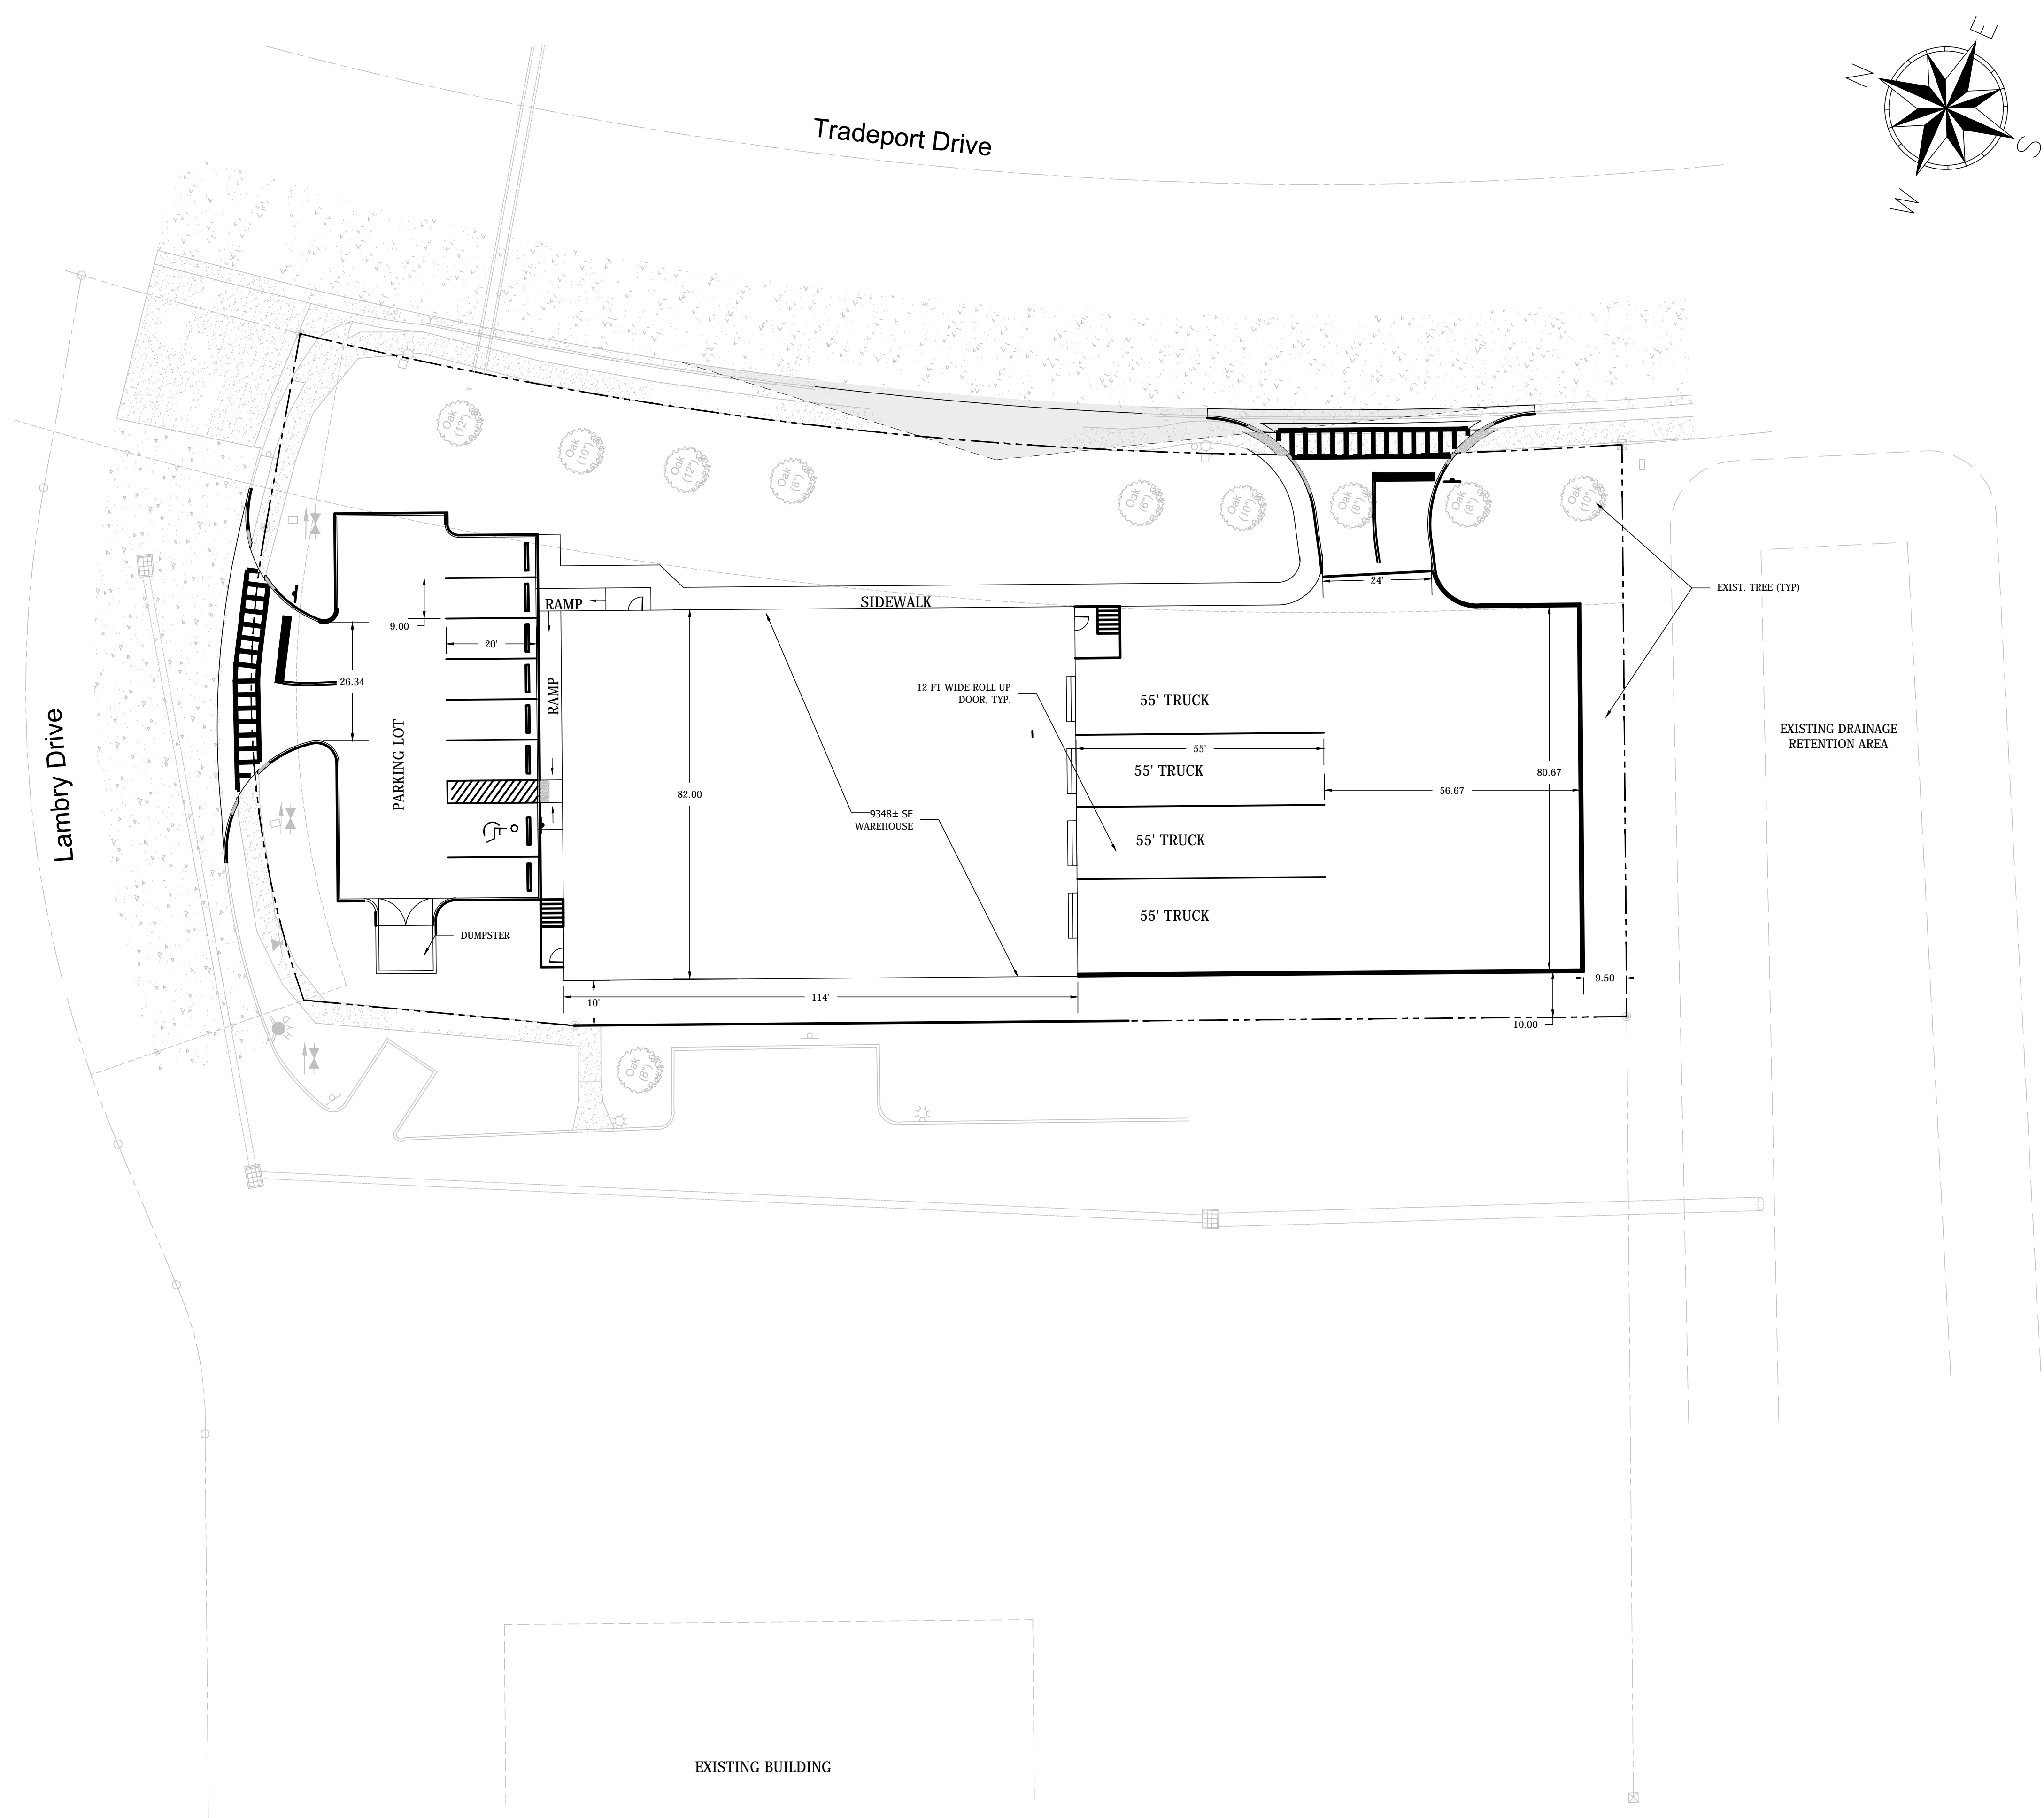 E
N
S
W
Tradeport Drive
Oak
(12")
Oak
(10")
Oak
(12")
Oak
(8")
Oak
(6")
Oak
(10")
Oak
(8")
Oak
(8")
Oak
(10")
24'
EXIST. TREE (TYP)
RAMP
SIDEWALK
9.00
20'
26.34
RAMP
12 FT WIDE ROLL UP
DOOR, TYP.
55' TRUCK
PARKING LOT
Lambry Drive
EXISTING DRAINAGE
RETENTION AREA
55'
55' TRUCK
80.67
56.67
82.00
9348± SF
WAREHOUSE
55' TRUCK
55' TRUCK
DUMPSTER
9.50
114'
10'
10.00
Oak
(8")
EXISTING BUILDING